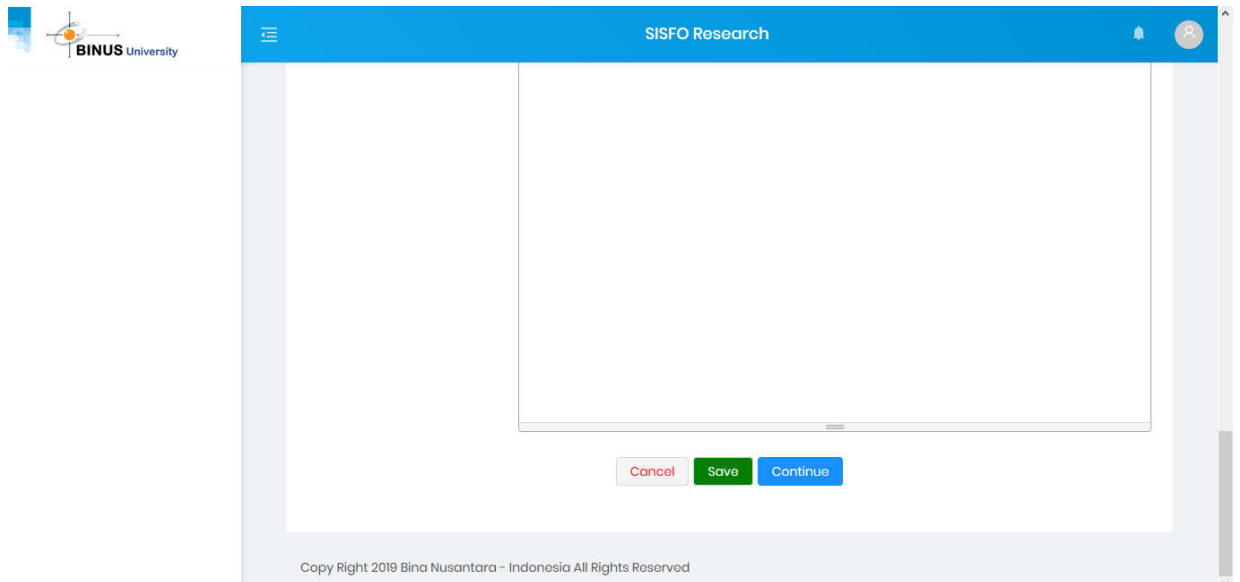 BINUS University
SISFO Research
Cancel Save Continue
Copy Right 2019 Bina Nusantara - Indonesia All Rights Reserved